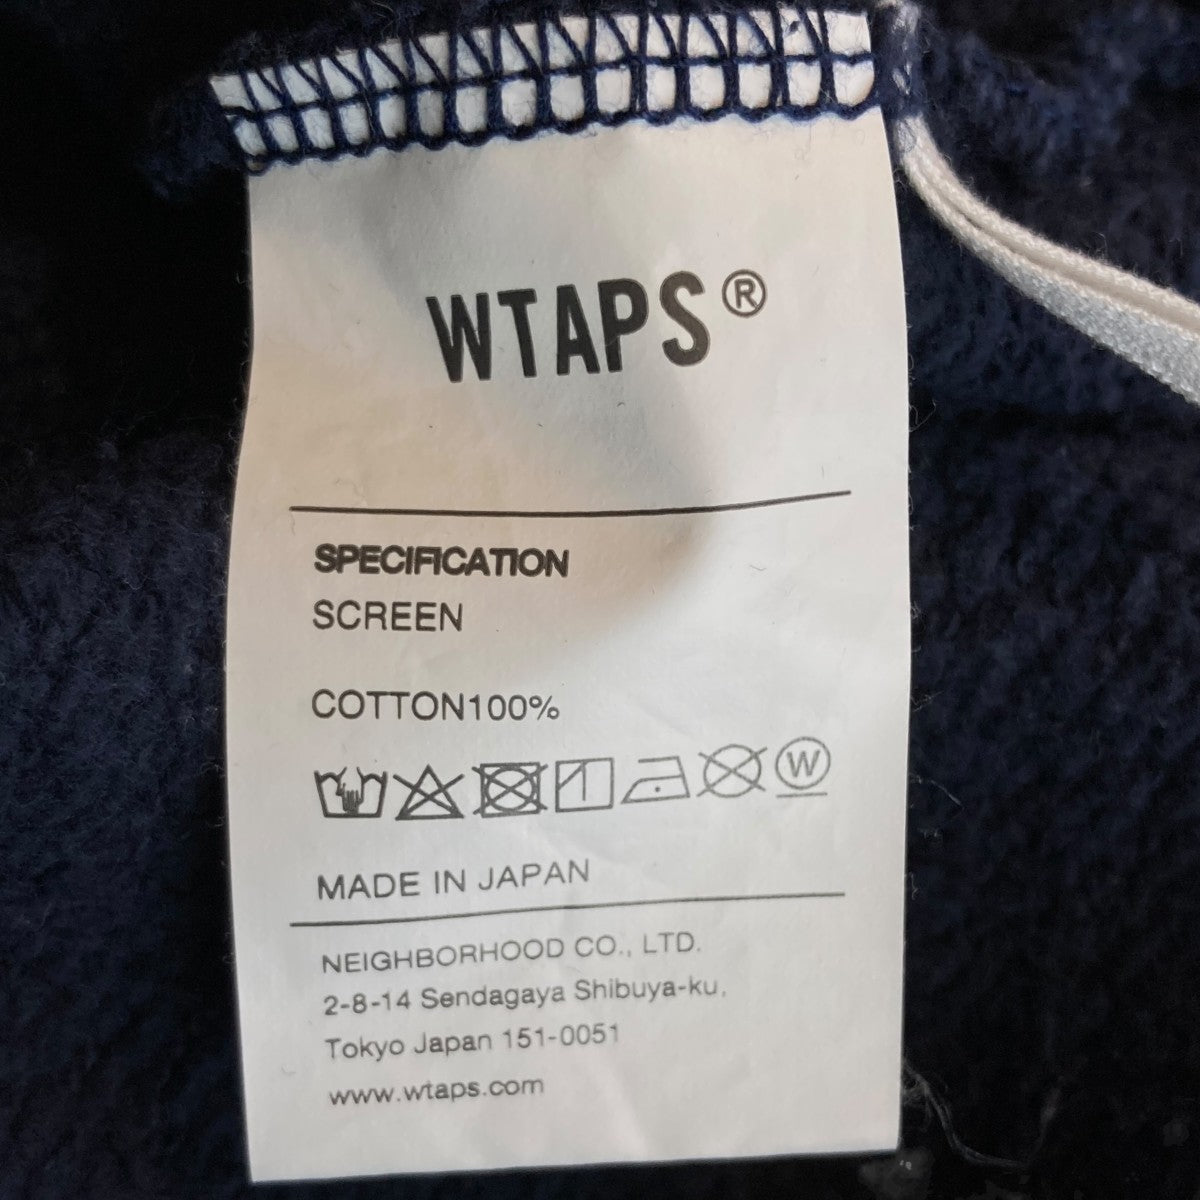 WTAPS®
SPECIFICATION
SCREEN
COTTON100%
W
MADE IN JAPAN
NEIGHBORHOOD CO., LTD.
2-8-14 Sendagaya Shibuya-ku,
Tokyo Japan 151-0051
www.wtaps.com